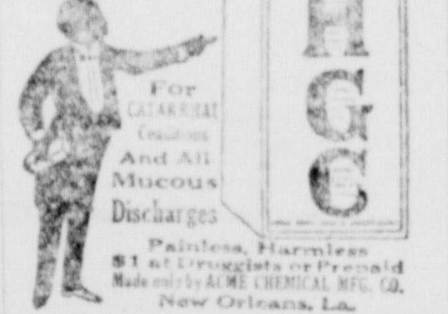 H
G
C
For
CATARRHAL
Conditions
And All
Mucous
Discharges
Painless, Harmless
$1 at Druggists or Prepaid
Made only by ACME CHEMICAL MFG. CO.
New Orleans, La.